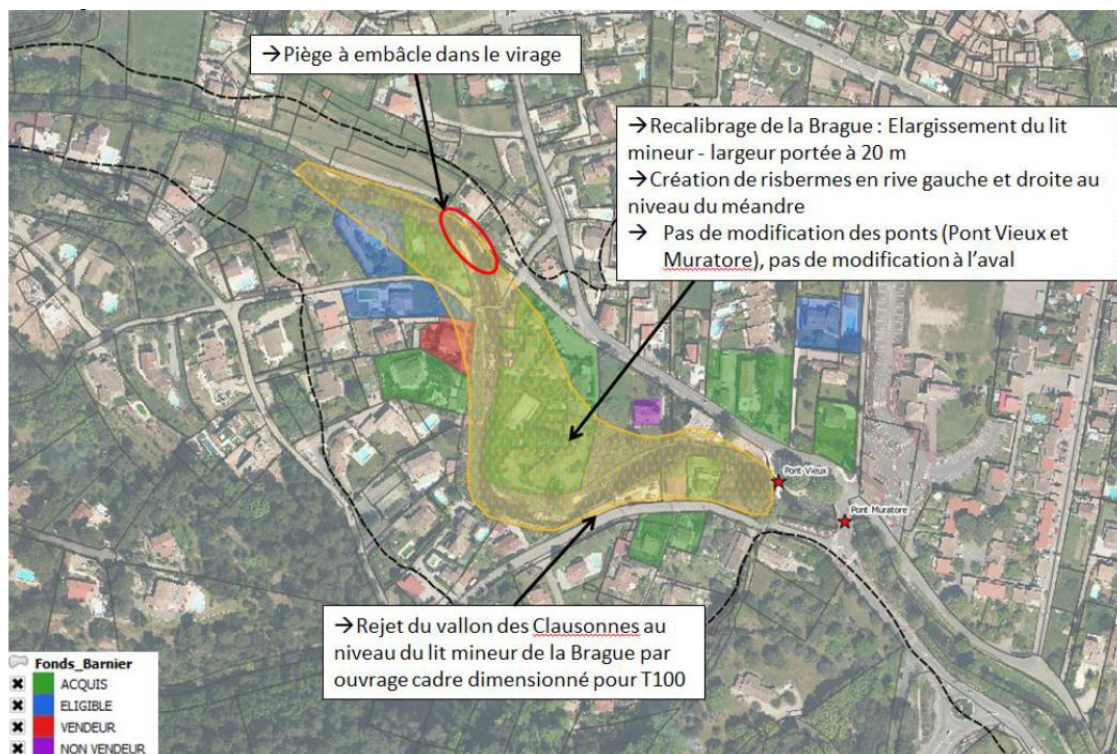 →Piège à embâcle dans le virage
→Recalibrage de la Brague : Elargissement du lit
mineur - largeur portée à 20 m
→Création de risbermes en rive gauche et droite au
niveau du méandre
→ Pas de modification des ponts (Pont Vieux et
Muratore), pas de modification à l'aval
Pont Vieux
Pont Muratore
→Rejet du vallon des Clausonnes au
niveau du lit mineur de la Brague par
ouvrage cadre dimensionné pour T100
Fonds_Barnier
ACQUIS
ELIGIBLE
VENDEUR
NON VENDEUR